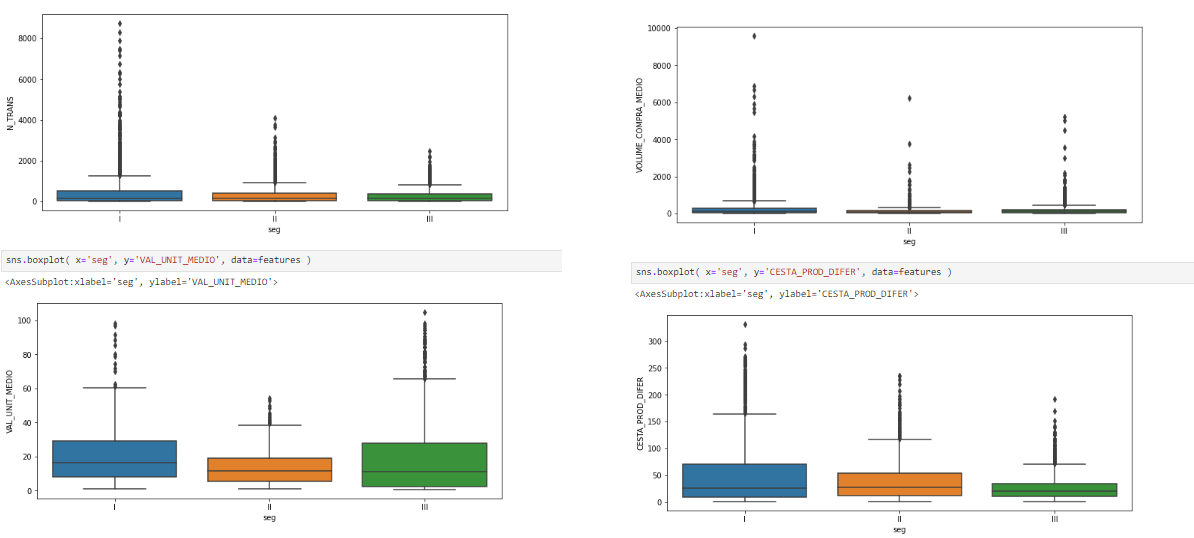 8000
6000
4000
2000
0
N_TRANS
I
II
III
seg
10000
8000
6000
4000
2000
0
VOLUME_COMPRA_MEDIO
I
II
III
seg
sns.boxplot( x='seg', y='VAL_UNIT_MEDIO', data=features )
<AxesSubplot:xlabel='seg', ylabel='VAL_UNIT_MEDIO'>
100
80
60
40
20
0
VAL_UNIT_MEDIO
I
II
III
seg
sns.boxplot( x='seg', y='CESTA_PROD_DIFER', data=features )
<AxesSubplot:xlabel='seg', ylabel='CESTA_PROD_DIFER'>
300
250
200
150
100
50
0
CESTA_PROD_DIFER
I
II
III
seg